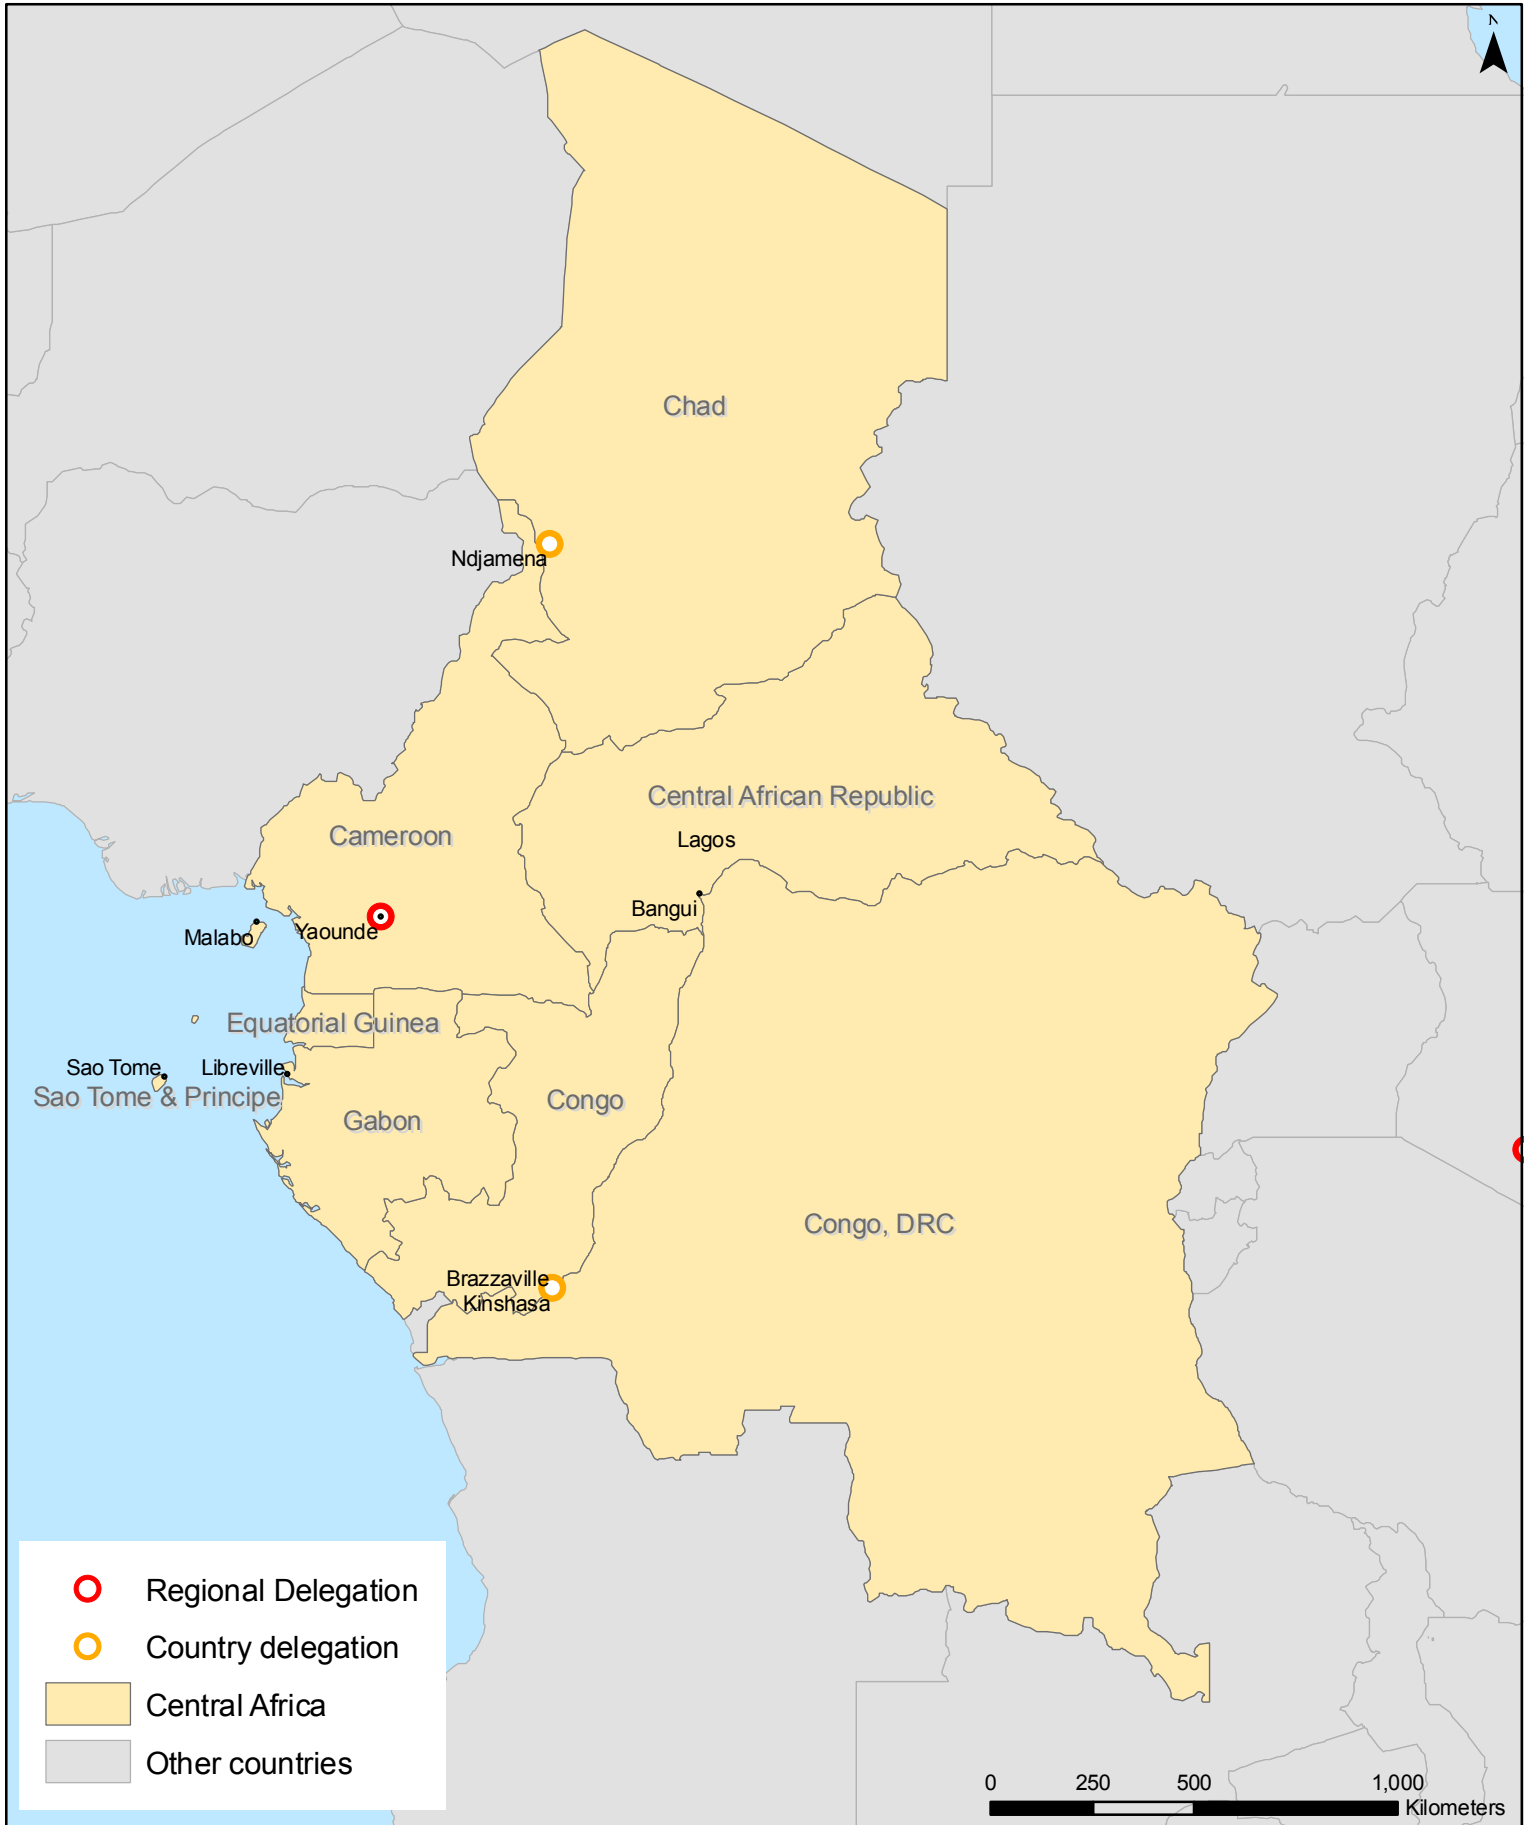 N
Chad
Ndjamena
Central African Republic
Cameroon
Lagos
Bangui
Malabo
Yaounde
Equatorial Guinea
Sao Tome
Libreville
Sao Tome & Principe
Congo
Gabon
Congo, DRC
Brazzaville
Kinshasa
Regional Delegation
Country delegation
Central Africa
Other countries
0 250 500 1,000
Kilometers